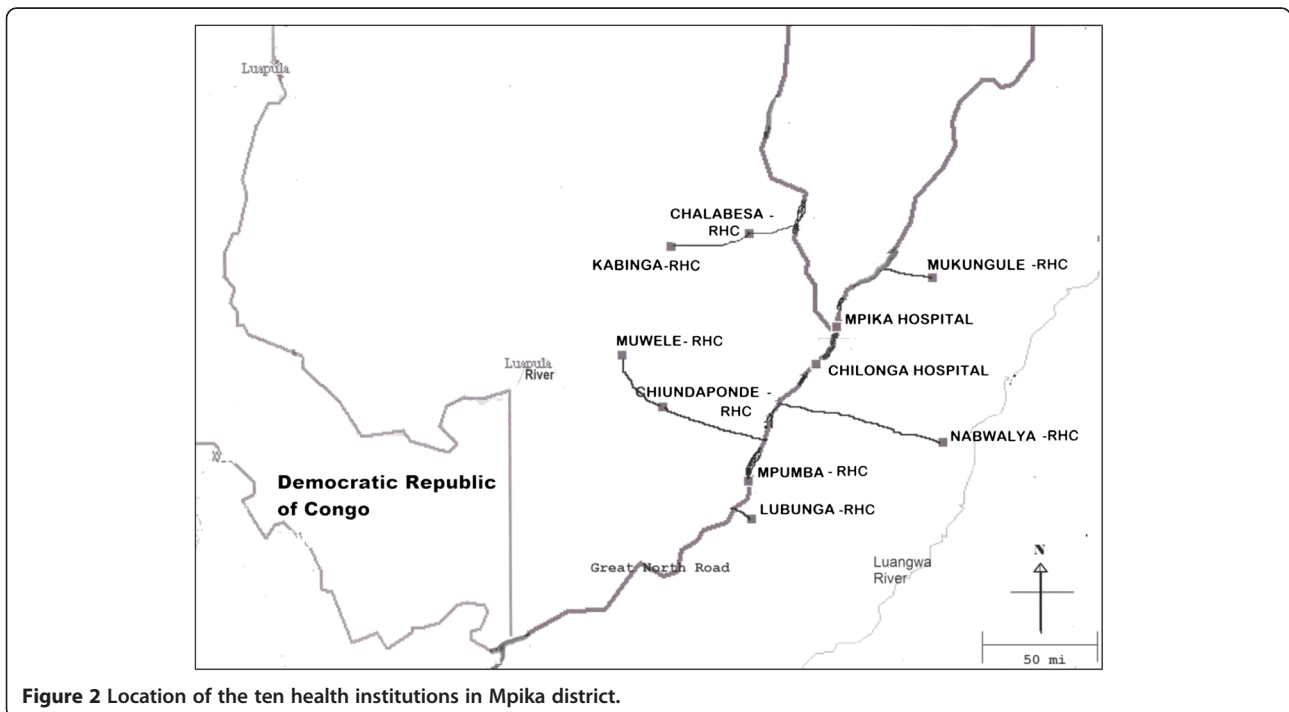 Luapula
CHALABESA -
RHC
KABINGA-RHC
MUKUNGULE -RHC
MPIKA HOSPITAL
MUWELE- RHC
Luapula
River
CHILONGA HOSPITAL
CHIUNDAPONDE -
RHC
NABWALYA -RHC
MPUMBA - RHC
Democratic Republic
of Congo
LUBUNGA -RHC
Great North Road
Luangwa
River
N
50 mi
Figure 2 Location of the ten health institutions in Mpika district.